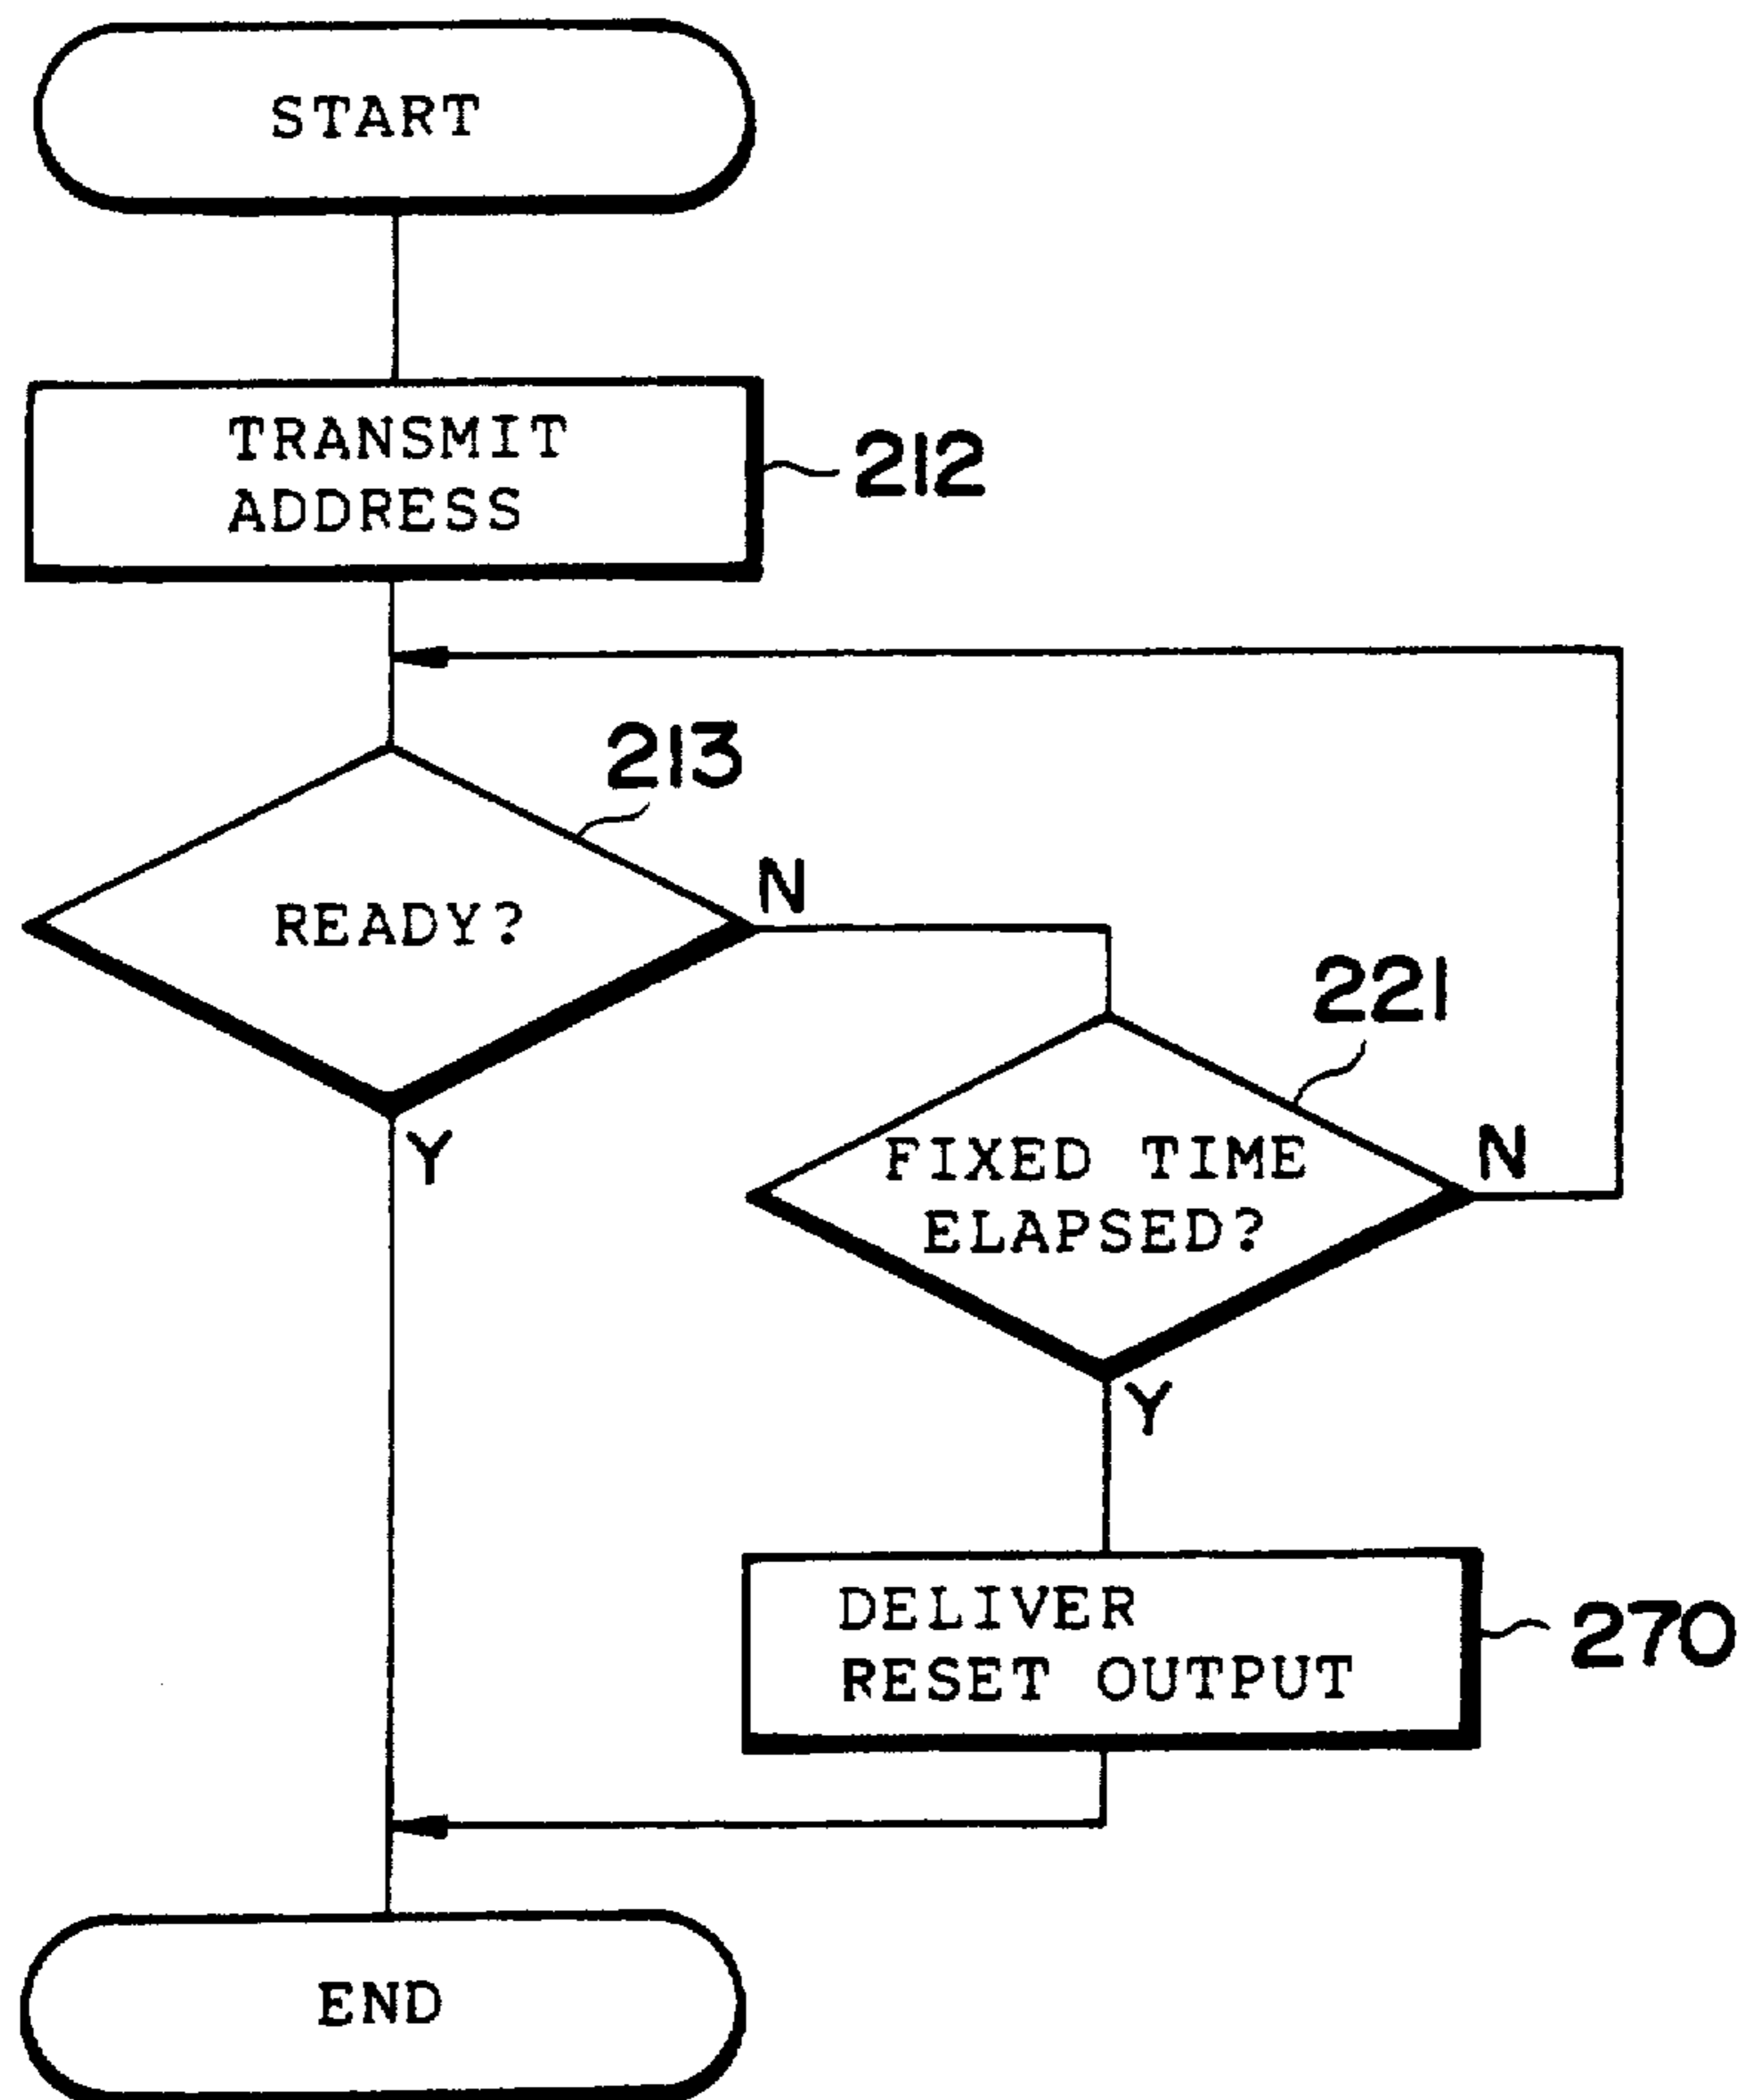 START
TRANSMIT
ADDRESS
212
213
READY?
N
Y
221
FIXED TIME
ELAPSED?
N
Y
DELIVER
RESET OUTPUT
270
END